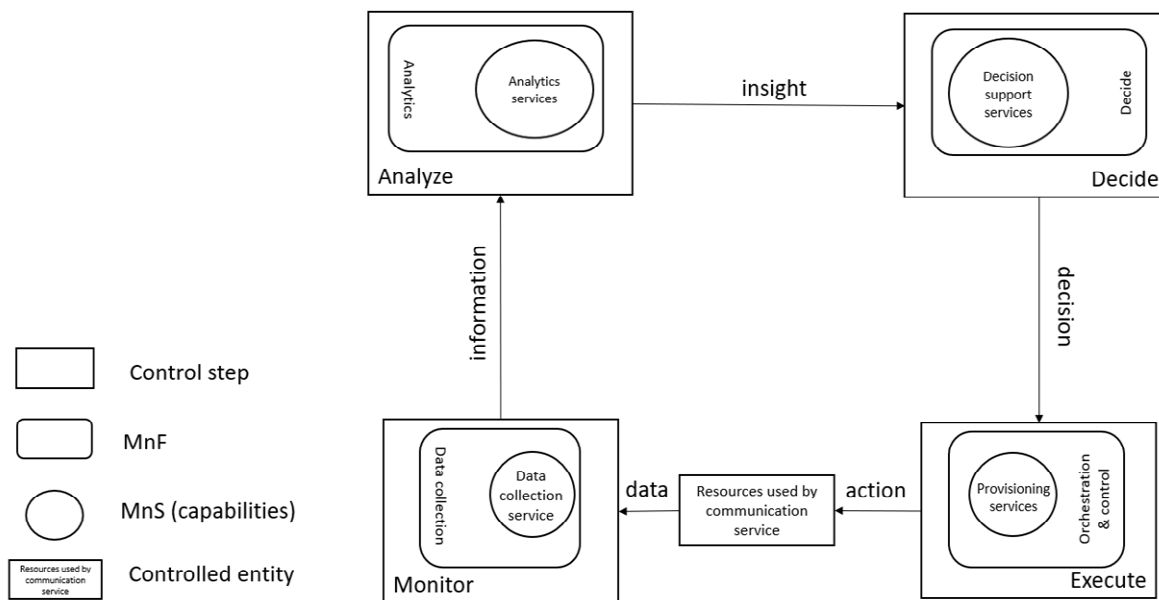 Analytics
Analytics
services
Analyze
insight
Decision
support
services
Decide
Decide
information
decision
Control step
MnF
MnS (capabilities)
Resources used by
communication
service
Controlled entity
Data collection
Data
collection
service
Monitor
data
Resources used by
communication
service
action
Provisioning
services
Orchestration
& control
Execute